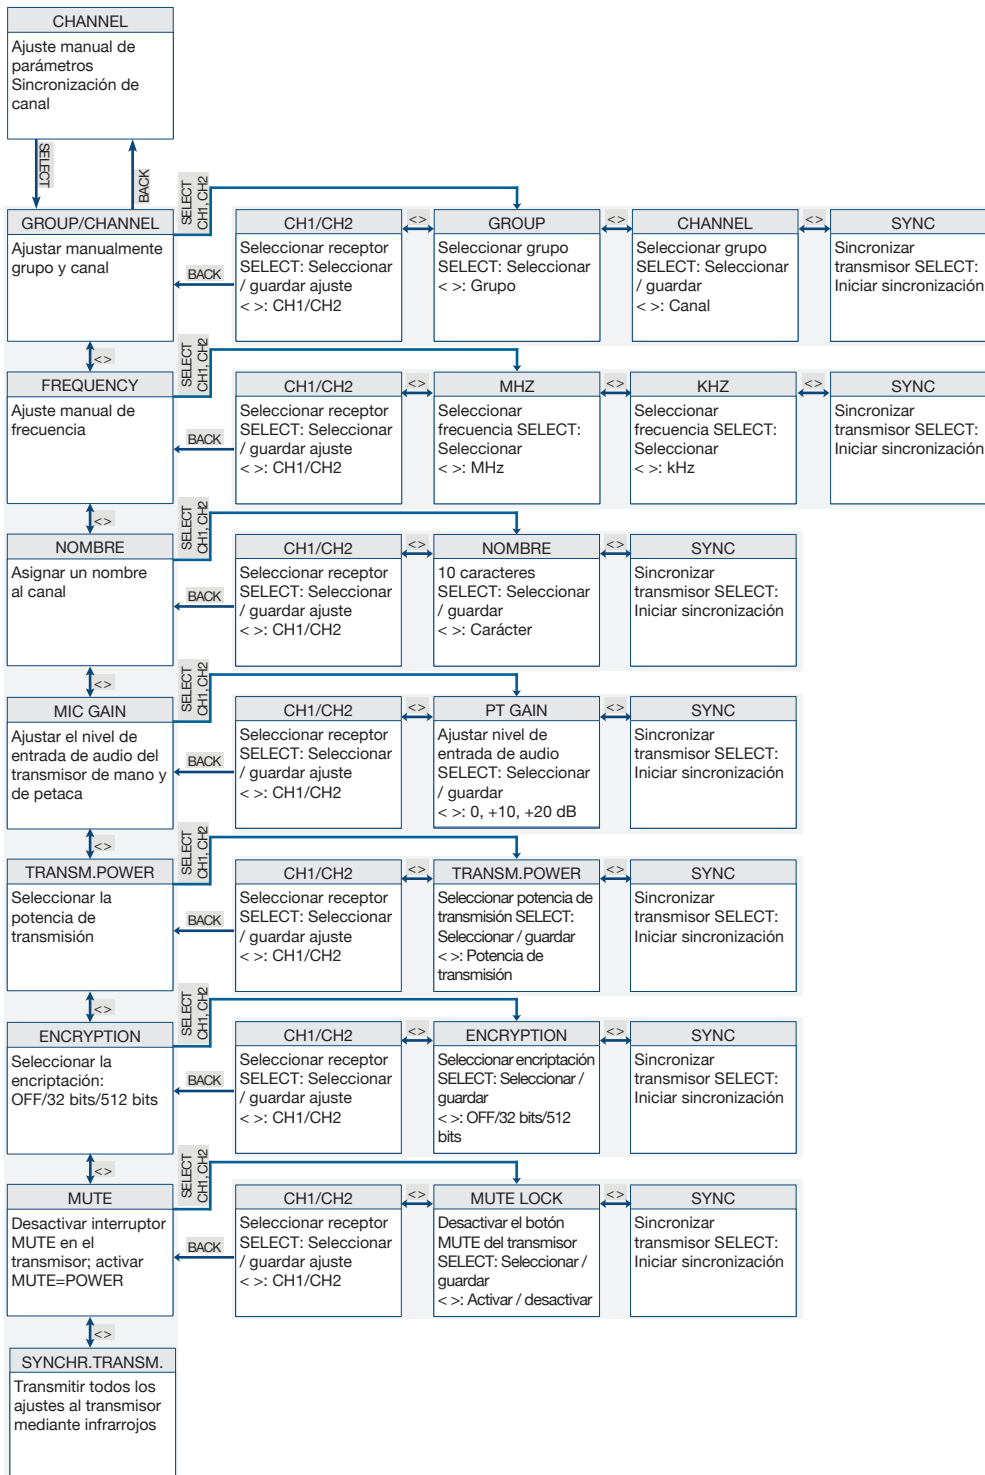 CHANNEL
Ajuste manual de
parámetros
Sincronización de
canal
SELECT
BACK
GROUP/CHANNEL
Ajustar manualmente
grupo y canal
SELECT
CH1, CH2
BACK
CH1/CH2
Seleccionar receptor
SELECT: Seleccionar
/ guardar ajuste
< >: CH1/CH2
<>
GROUP
Seleccionar grupo
SELECT: Seleccionar
< >: Grupo
<>
CHANNEL
Seleccionar grupo
SELECT: Seleccionar
/ guardar
< >: Canal
<>
SYNC
Sincronizar
transmisor SELECT:
Iniciar sincronización
<>
FREQUENCY
Ajuste manual de
frecuencia
SELECT
CH1, CH2
BACK
CH1/CH2
Seleccionar receptor
SELECT: Seleccionar
/ guardar ajuste
< >: CH1/CH2
<>
MHZ
Seleccionar
frecuencia SELECT:
Seleccionar
< >: MHz
<>
KHZ
Seleccionar
frecuencia SELECT:
Seleccionar
< >: kHz
<>
SYNC
Sincronizar
transmisor SELECT:
Iniciar sincronización
<>
NOMBRE
Asignar un nombre
al canal
SELECT
CH1, CH2
BACK
CH1/CH2
Seleccionar receptor
SELECT: Seleccionar
/ guardar ajuste
< >: CH1/CH2
<>
NOMBRE
10 caracteres
SELECT: Seleccionar
/ guardar
< >: Carácter
<>
SYNC
Sincronizar
transmisor SELECT:
Iniciar sincronización
<>
MIC GAIN
Ajustar el nivel de
entrada de audio del
transmisor de mano y
de petaca
SELECT
CH1, CH2
BACK
CH1/CH2
Seleccionar receptor
SELECT: Seleccionar
/ guardar ajuste
< >: CH1/CH2
<>
PT GAIN
Ajustar nivel de
entrada de audio
SELECT: Seleccionar
/ guardar
< >: 0, +10, +20 dB
<>
SYNC
Sincronizar
transmisor SELECT:
Iniciar sincronización
<>
TRANSM.POWER
Seleccionar la
potencia de
transmisión
SELECT
CH1, CH2
BACK
CH1/CH2
Seleccionar receptor
SELECT: Seleccionar
/ guardar ajuste
< >: CH1/CH2
<>
TRANSM.POWER
Seleccionar potencia de
transmisión SELECT:
Seleccionar / guardar
< >: Potencia de
transmisión
<>
SYNC
Sincronizar
transmisor SELECT:
Iniciar sincronización
<>
ENCRYPTION
Seleccionar la
encriptación:
OFF/32 bits/512 bits
SELECT
CH1, CH2
BACK
CH1/CH2
Seleccionar receptor
SELECT: Seleccionar
/ guardar ajuste
< >: CH1/CH2
<>
ENCRYPTION
Seleccionar encriptación
SELECT: Seleccionar /
guardar
< >: OFF/32 bits/512
bits
<>
SYNC
Sincronizar
transmisor SELECT:
Iniciar sincronización
<>
MUTE
Desactivar interruptor
MUTE en el
transmisor; activar
MUTE=POWER
SELECT
CH1, CH2
BACK
CH1/CH2
Seleccionar receptor
SELECT: Seleccionar
/ guardar ajuste
< >: CH1/CH2
<>
MUTE LOCK
Desactivar el botón
MUTE del transmisor
SELECT: Seleccionar /
guardar
< >: Activar / desactivar
<>
SYNC
Sincronizar
transmisor SELECT:
Iniciar sincronización
<>
SYNCHR.TRANSM.
Transmitir todos los
ajustes al transmisor
mediante infrarrojos